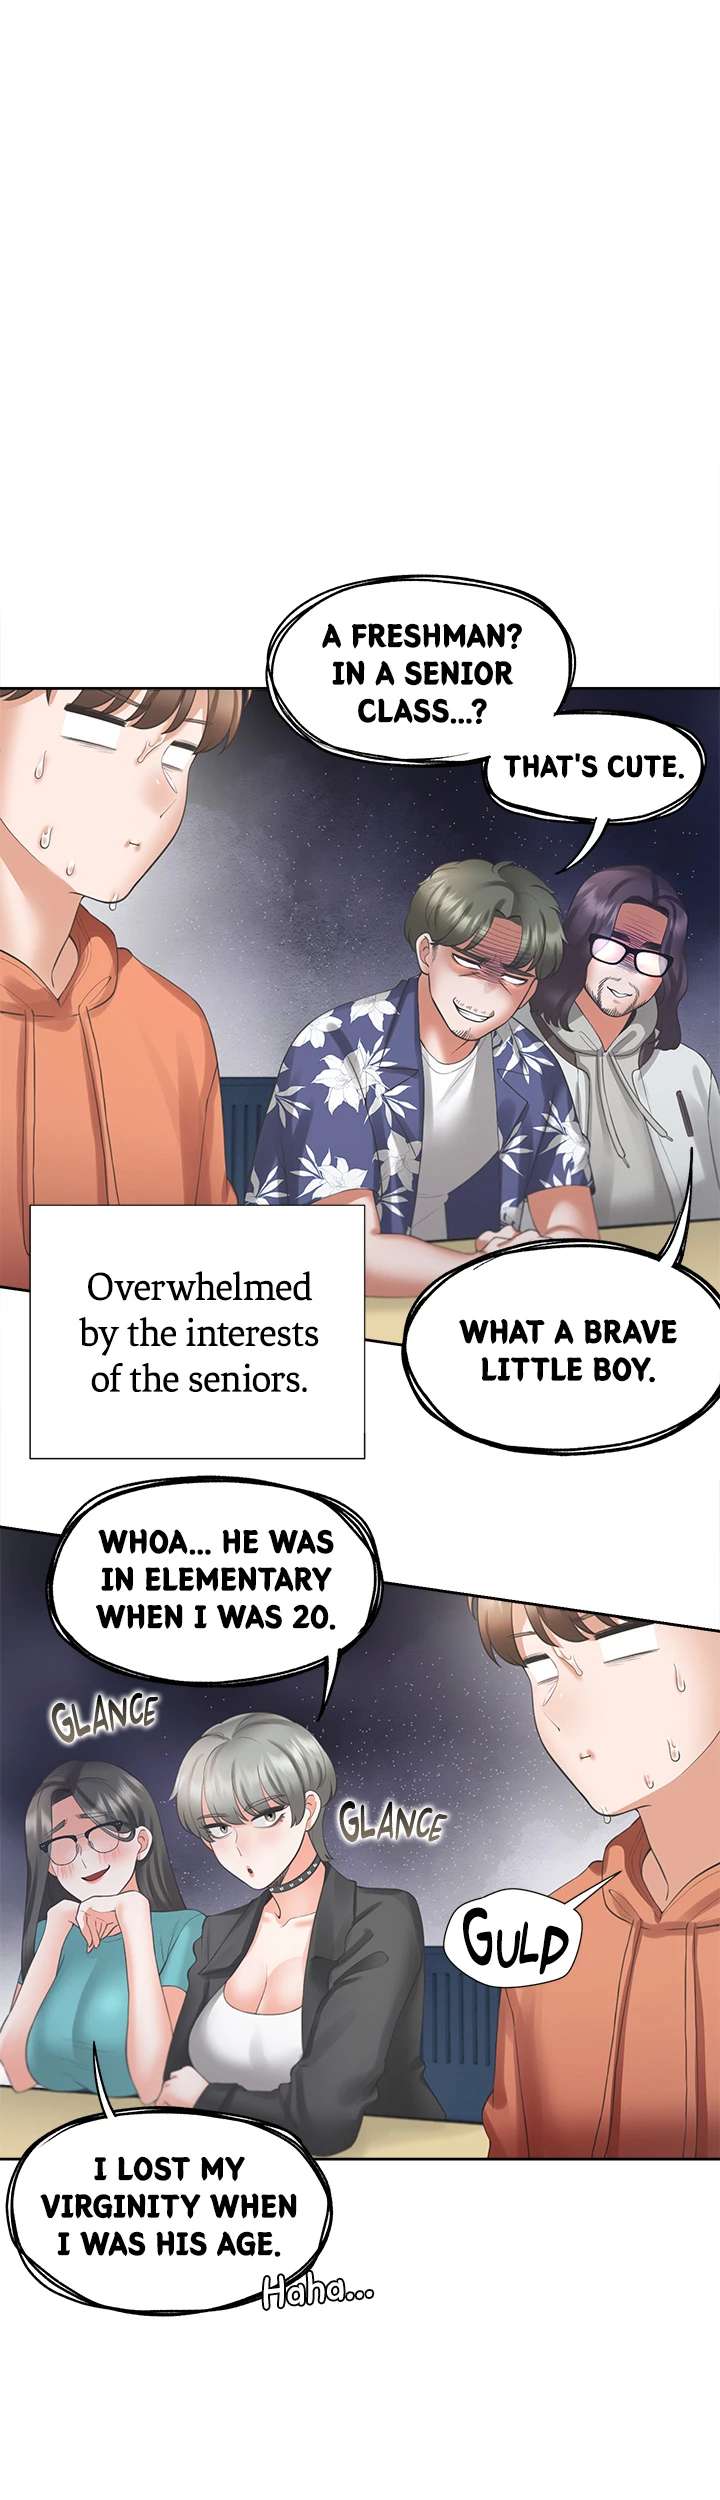 A FRESHMAN?
IN A SENIOR
CLASS...?
THAT'S CUTE.
Overwhelmed
by the interests
of the seniors.
WHAT A BRAVE
LITTLE BOY.
WHOA... HE WAS
IN ELEMENTARY
WHEN I WAS 20.
GLANCE
GLANCE
GULD
I LOST MY
VIRGINITY WHEN
I WAS HIS AGE.
Haha...